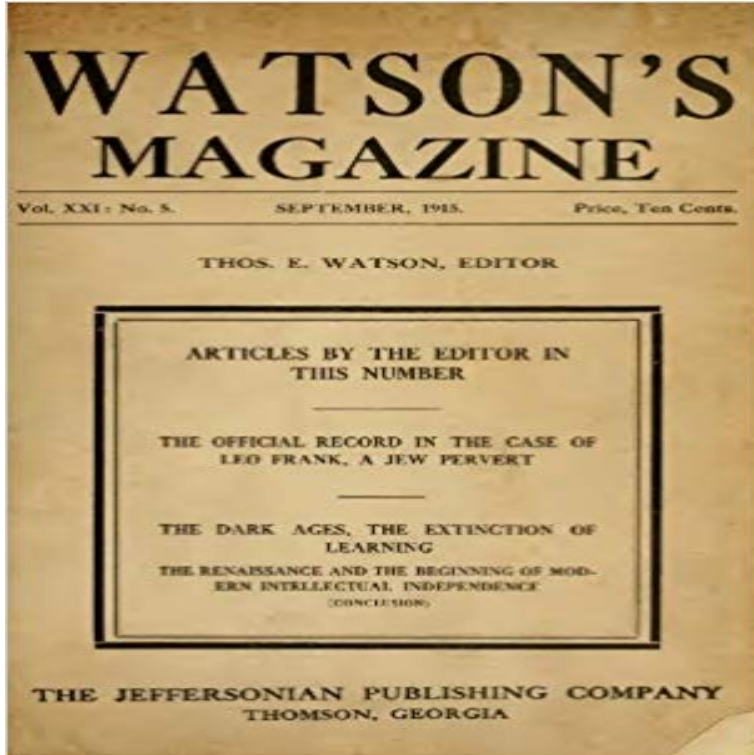 WATSON'S
MAGAZINE
Vol. XXI: No. 5. SEPTEMBER, 1915. Price, Ten Cents.
THOS. E. WATSON, EDITOR
ARTICLES BY THE EDITOR IN
THIS NUMBER
THE OFFICIAL RECORD IN THE CASE OF
LEO FRANK, A JEW PERVERT
THE DARK AGES, THE EXTINCTION OF
LEARNING
THE RENAISSANCE AND THE BEGINNING OF MOD-
ERN INTELLECTUAL INDEPENDENCE
(CONCLUSION)
THE JEFFERSONIAN PUBLISHING COMPANY
THOMSON, GEORGIA